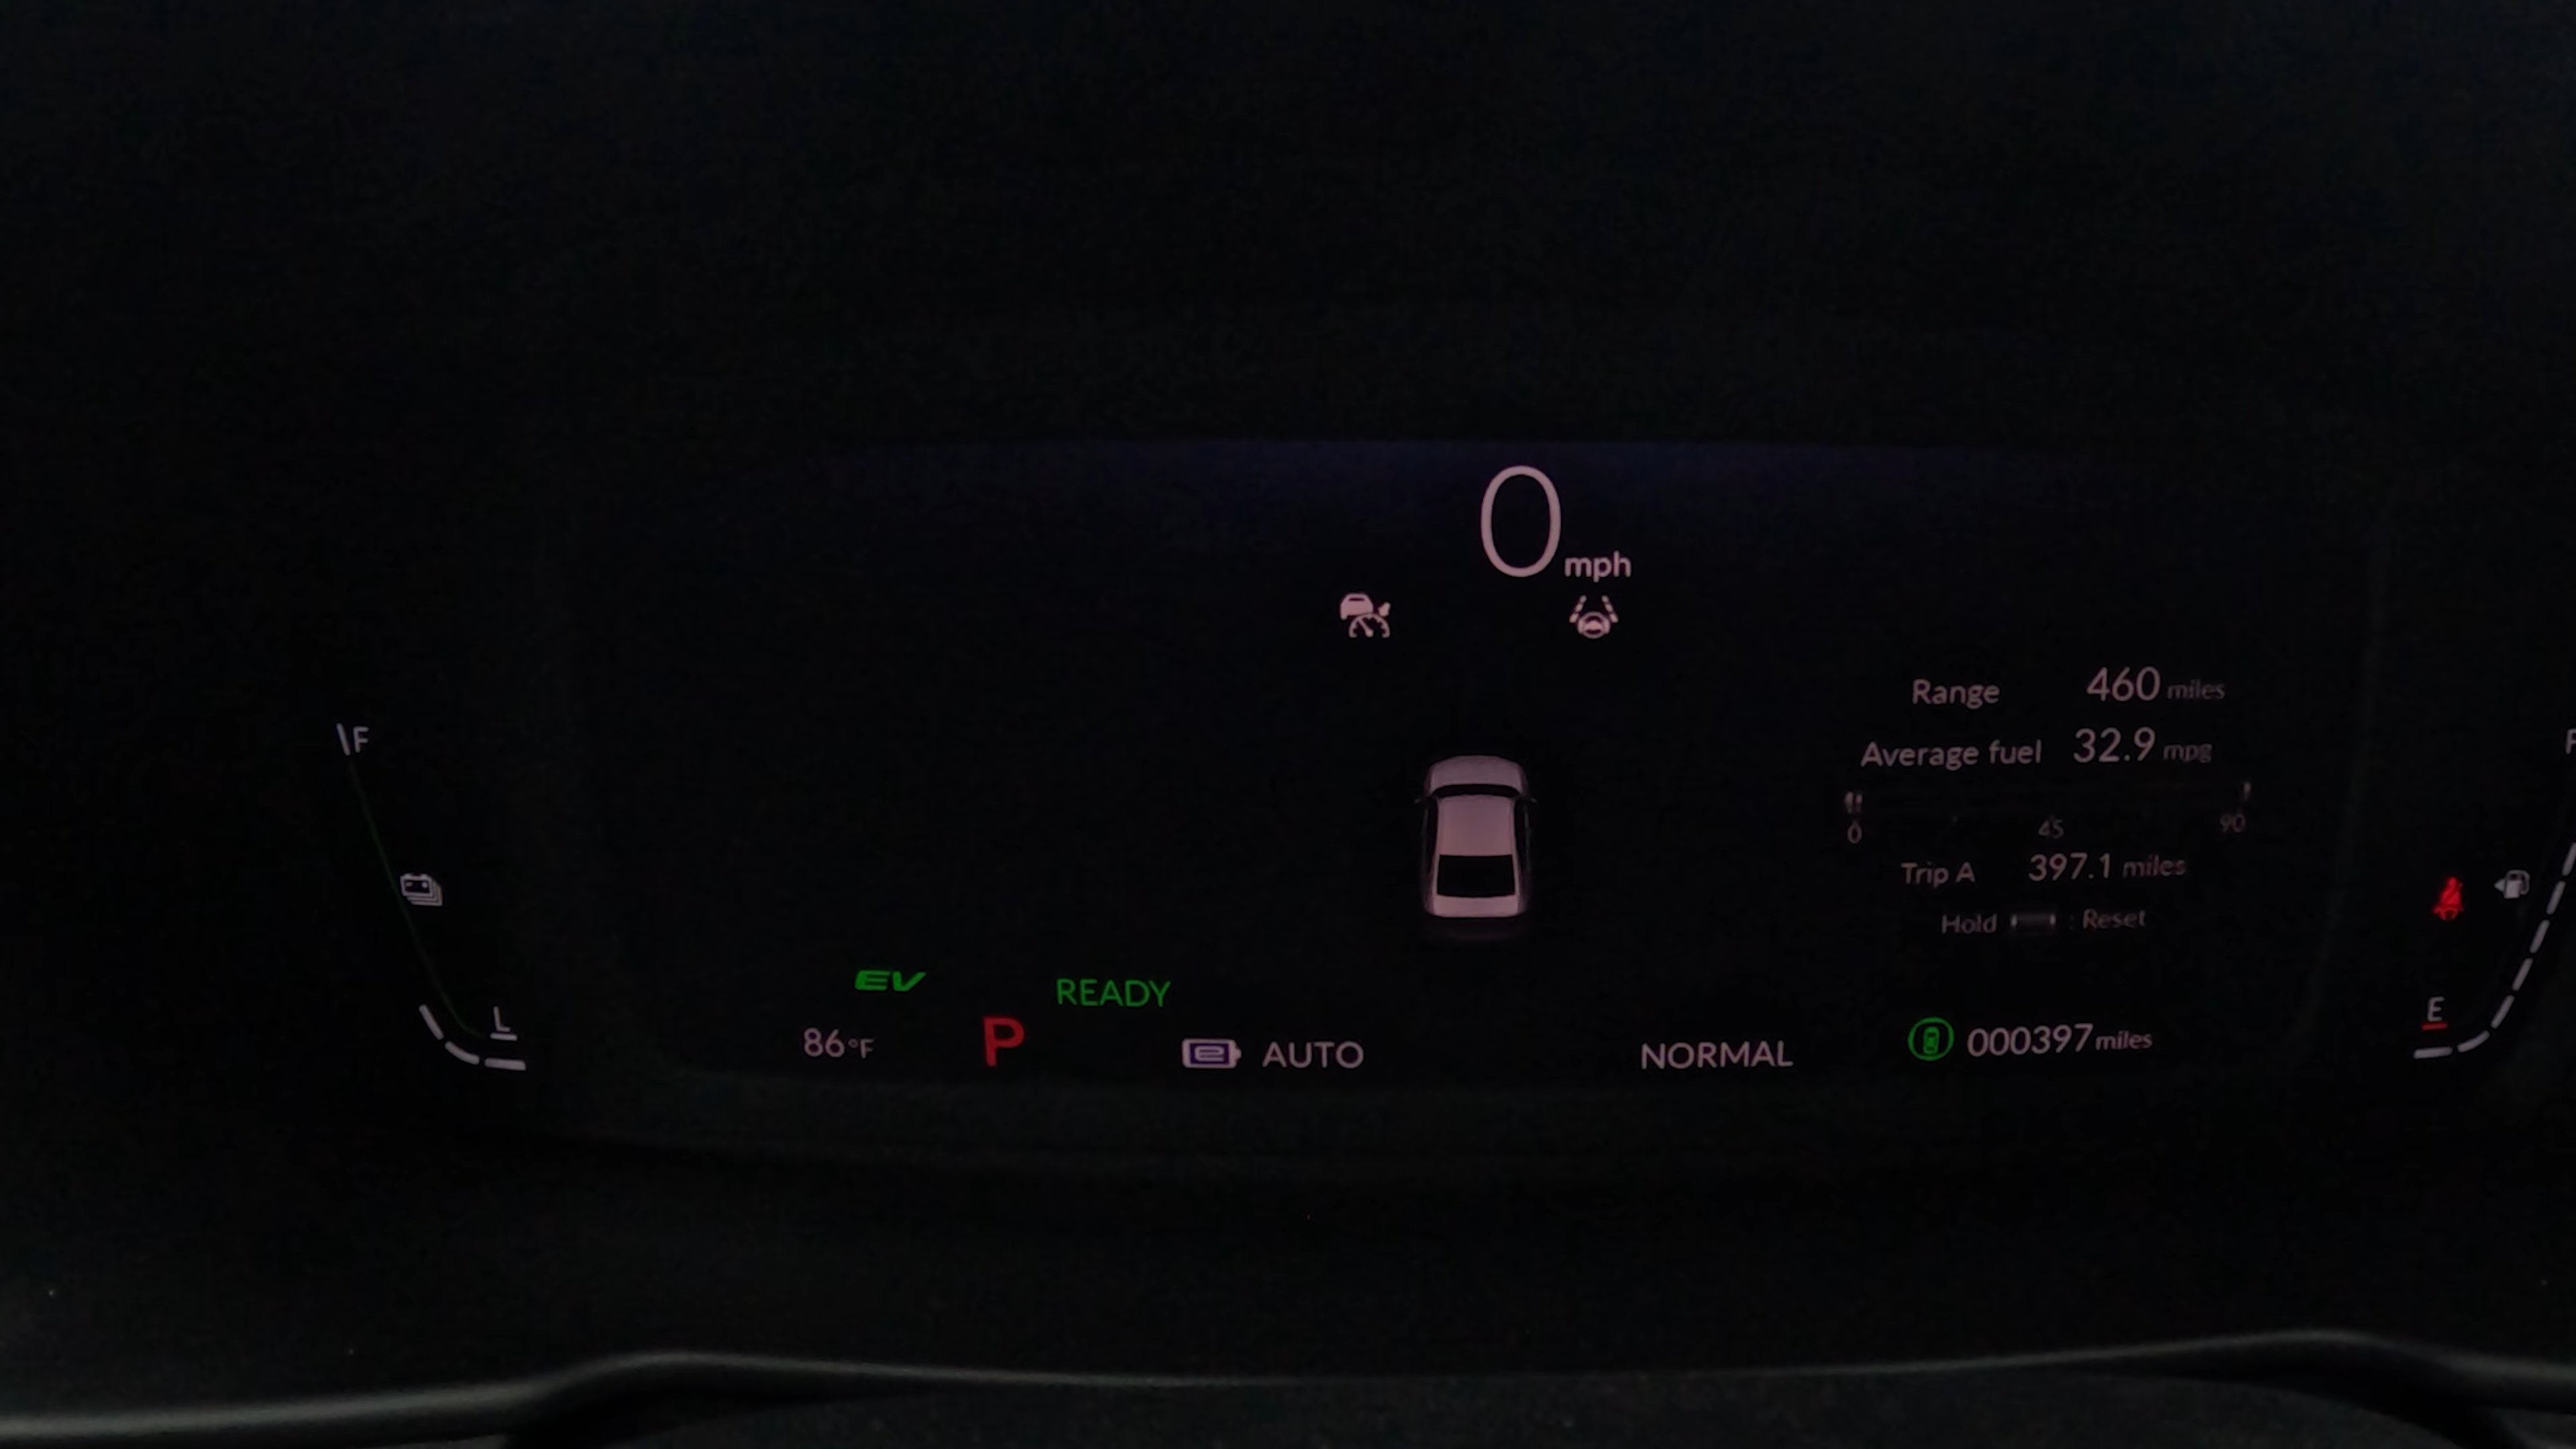 0 mph
Range 460 miles
F
Average fuel 32.9 mpg
0 45 90
Trip A 397.1 miles
Hold : Reset
EV
READY
L
E
86°F
P
AUTO
NORMAL
000397 miles